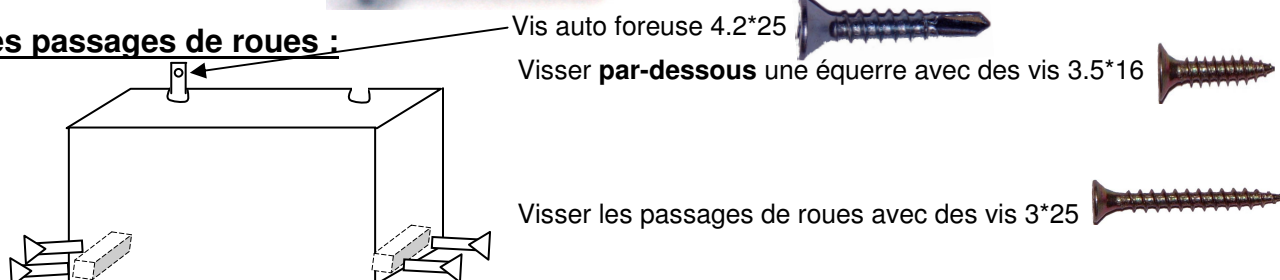 Vis auto foreuse 4.2*25
es passages de roues :
Visser par-dessous une équerre avec des vis 3.5*16
Visser les passages de roues avec des vis 3*25